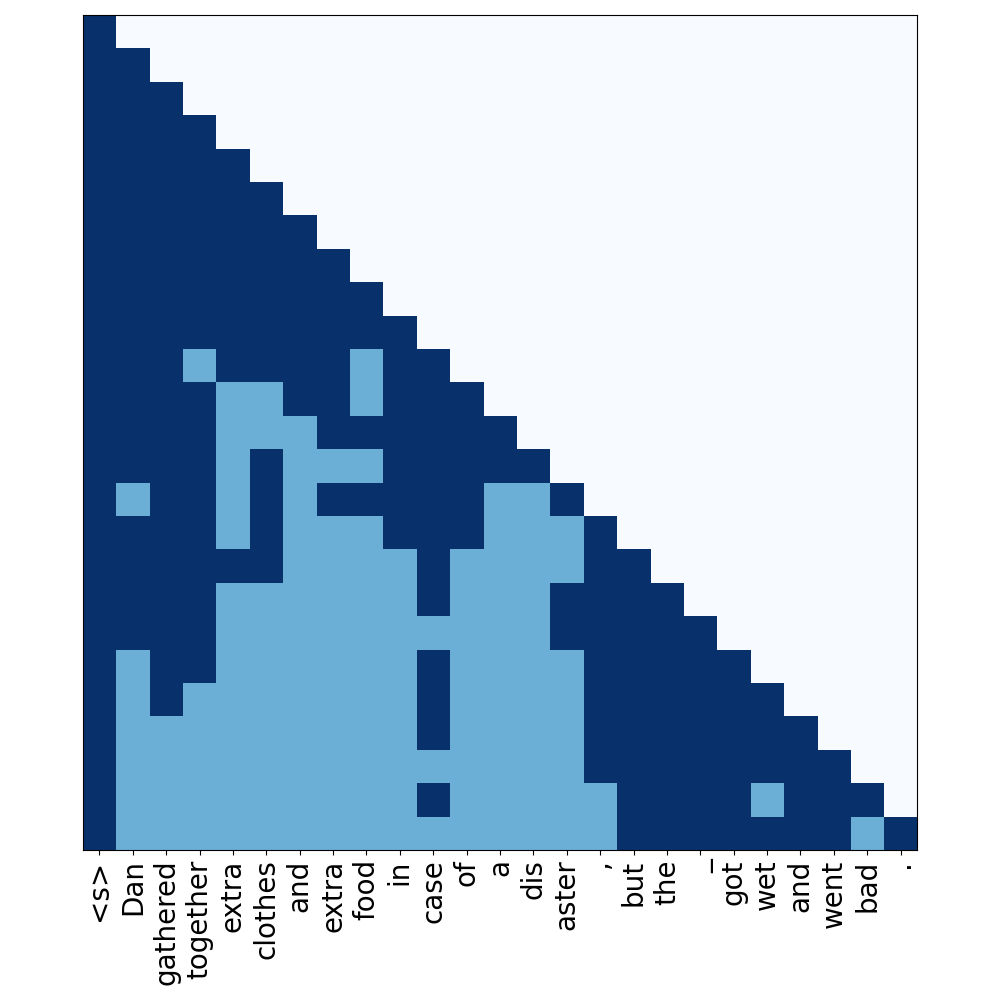 <s>
Dan
gathered
together
extra
clothes
and
extra
food
in
case
of
a
dis
aster
,
but
the
_
got
wet
and
went
bad
.